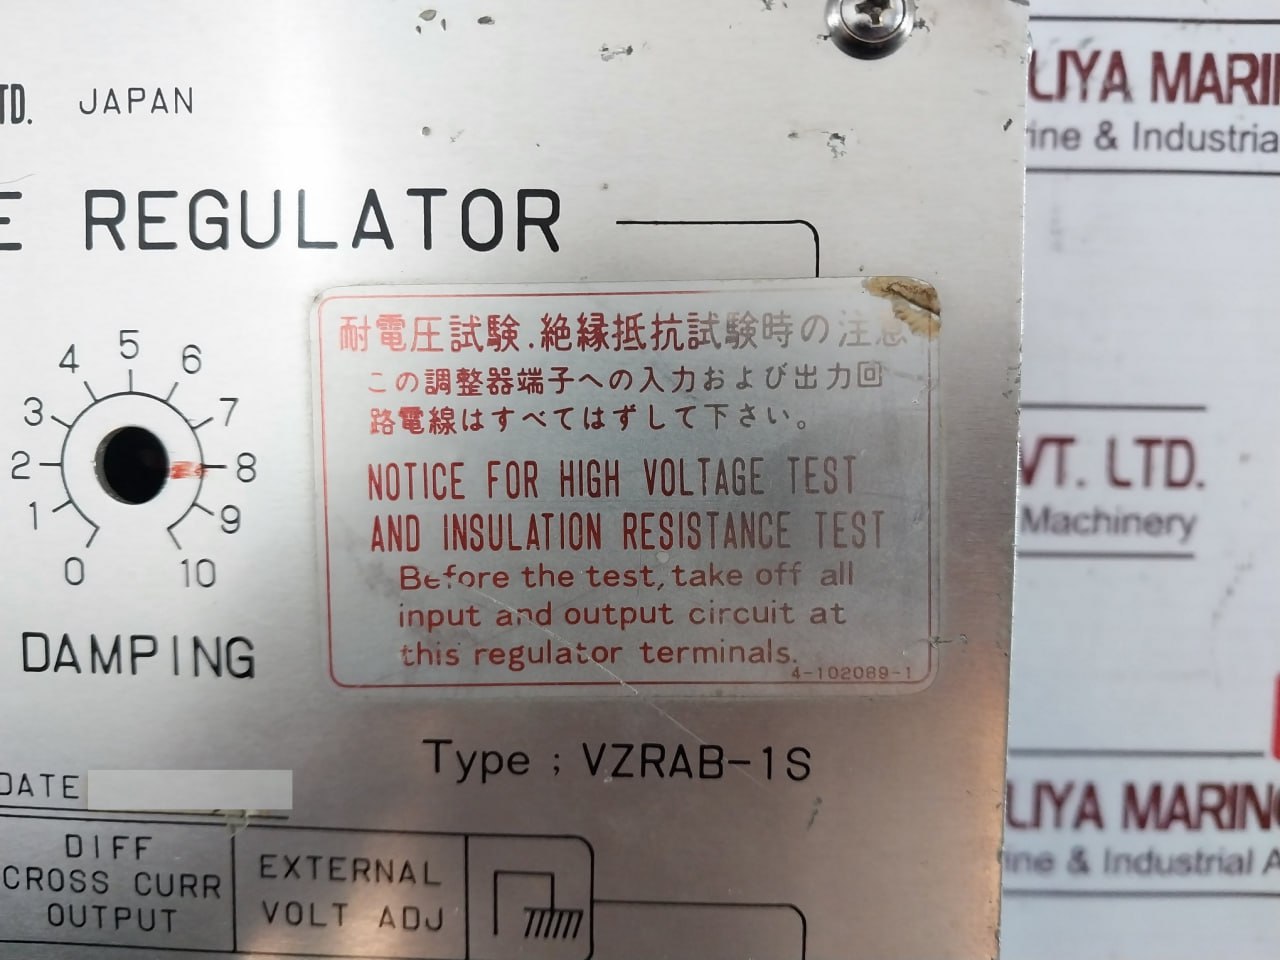 TD. JAPAN
E REGULATOR
耐電圧試験.絶縁抵抗試験時の注意
この調整器端子への入力および出力回
路電線はすべてはずして下さい。
NOTICE FOR HIGH VOLTAGE TEST
AND INSULATION RESISTANCE TEST
Before the test, take off all
input and output circuit at
this regulator terminals.
4-102089-1
0
1
2
3
4
5
6
7
8
9
10
DAMPING
Type ; VZRAB-1S
DATE
DIFF
CROSS CURR
OUTPUT
EXTERNAL
VOLT ADJ
LIYA MARIN
rine & Industria
VT. LTD.
Machinery
LIYA MARIN
ine & Industrial A